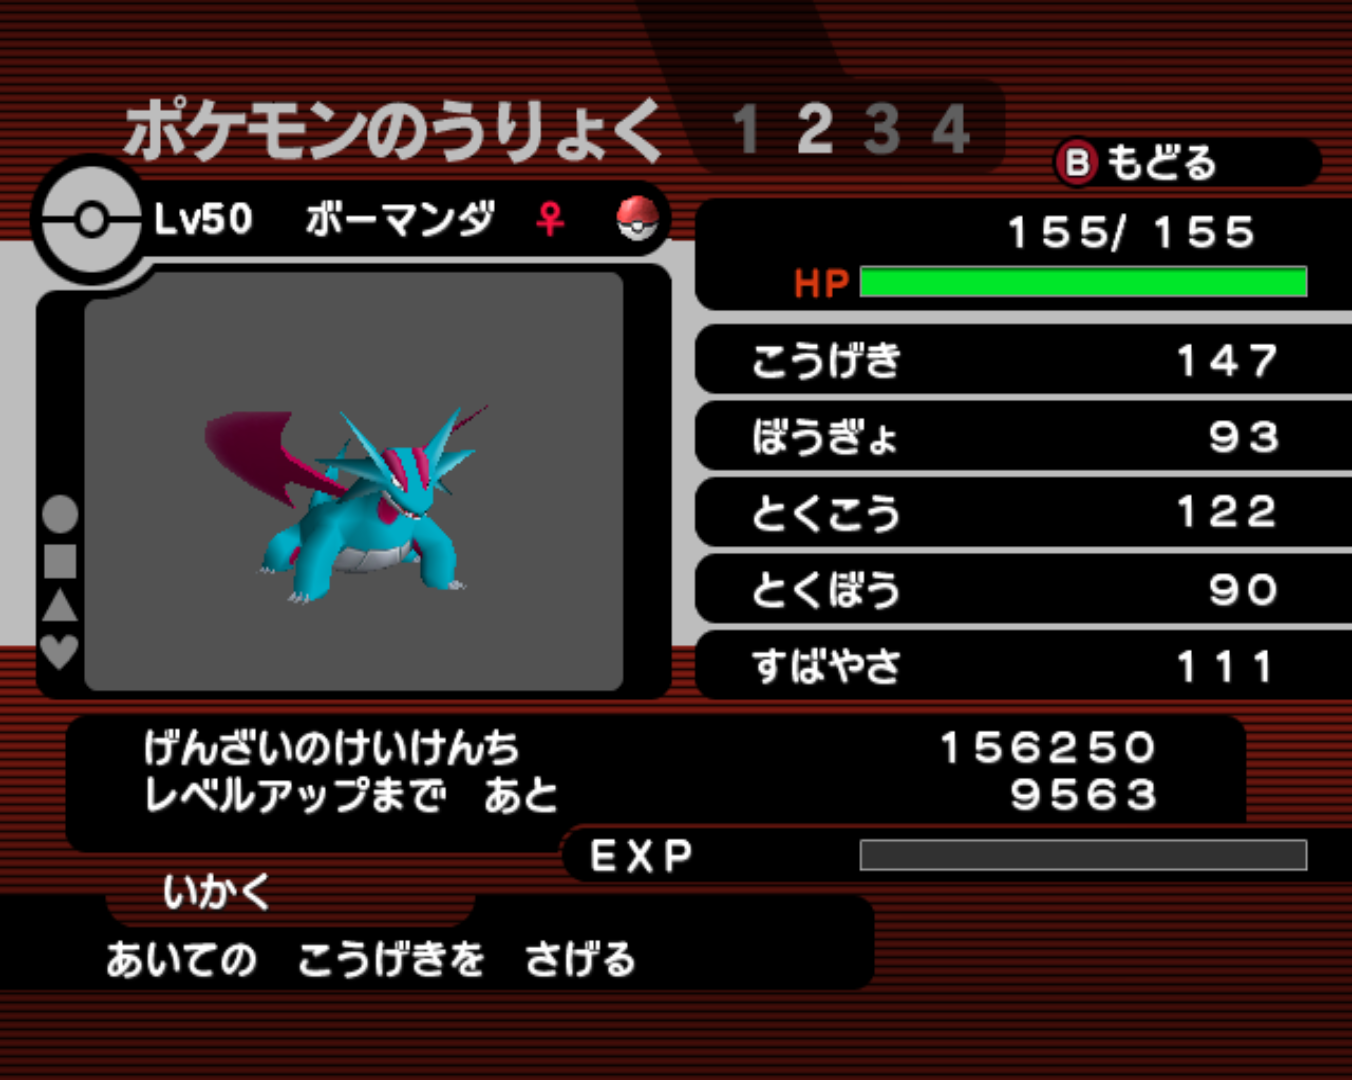 ポケモンのうりょく 1 2 3 4
B もどる
Lv50 ボーマンダ ♀
155/ 155
HP
こうげき 147
ぼうぎょ 93
とくこう 122
とくぼう 90
すばやさ 111
げんざいのけいけんち 156250
レベルアップまで あと 9563
EXP
いかく
あいての こうげきを さげる